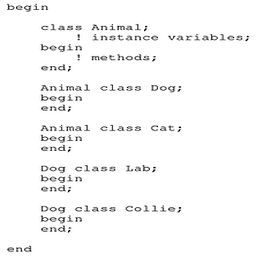 begin
class Animal;
! instance variables;
begin
! methods;
end;
Animal class Dog;
begin
end;
Animal class Cat;
begin
end;
Dog class Lab;
begin
end;
Dog class Collie;
begin
end;
end